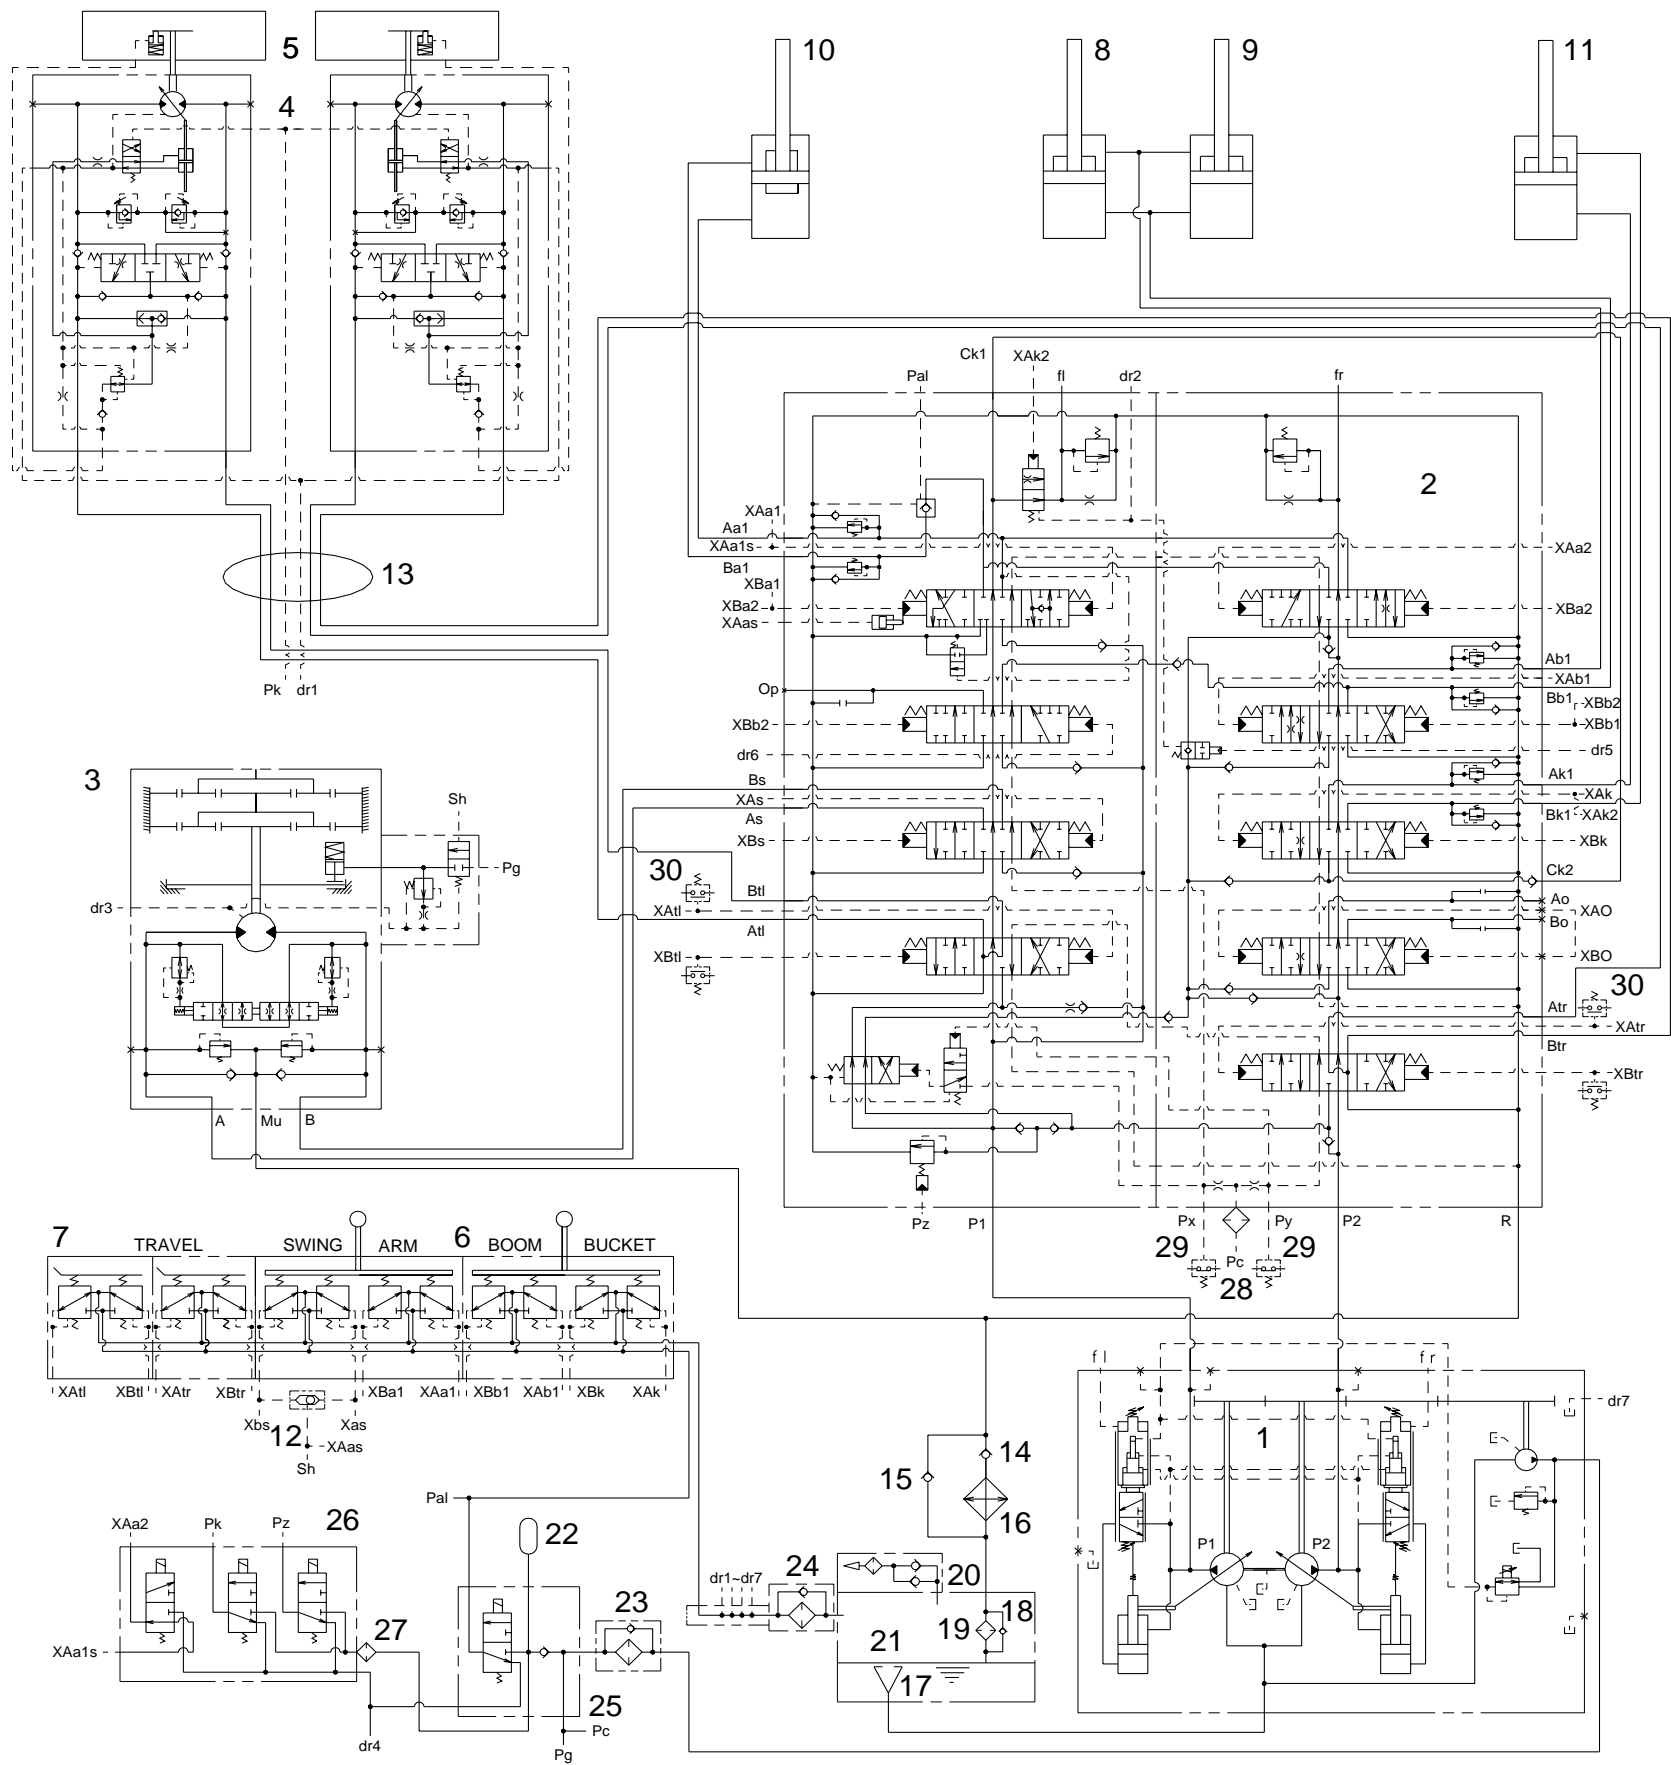 5
4
10
8
9
11
13
Pk
dr1
Ck1
XAk2
Pal
fl
dr2
fr
2
XAa1
Aa1
XAa1s
Ba1
XBa1
XBa2
XAas
Op
XBb2
dr6
Bs
XAs
As
XBs
30
Btl
XAtl
Atl
XBtl
XAa2
XBa2
Ab1
XAb1
Bb1
XBb2
XBb1
dr5
Ak1
XAk
Bk1
XAk2
XBk
Ck2
Ao
XAO
Bo
XBO
30
Atr
XAtr
Btr
XBtr
3
Sh
Pg
dr3
A
Mu
B
Pz
P1
Px
Py
P2
R
29
29
Pc
28
7
TRAVEL
SWING
ARM
6
BOOM
BUCKET
XAtl
XBtl
XAtr
XBtr
XBa1
XAa1
XBb1
XAb1
XBk
XAk
Xbs
12
Xas
XAas
Sh
f l
f r
dr7
1
P1
P2
14
15
16
Pal
XAa2
Pk
Pz
26
22
dr1~dr7
24
20
23
18
19
27
21
17
XAa1s
25
Pc
dr4
Pg